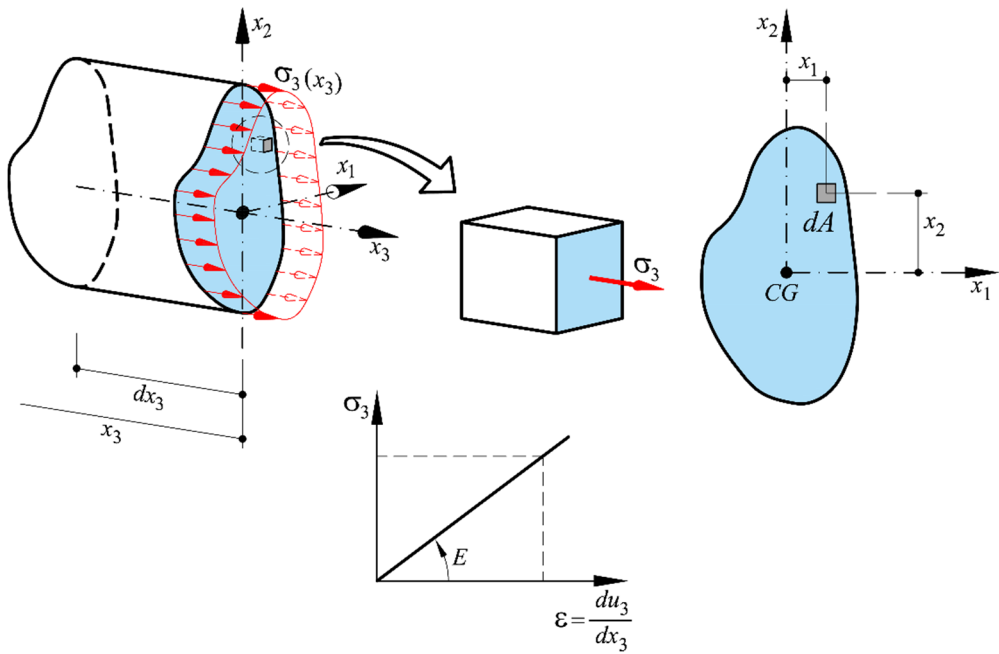 x₂
σ₃(x₃)
x₁
x₃
dx₃
x₃
σ₃
x₂
x₁
dA
x₂
CG
x₁
σ₃
E
ε = du₃/dx₃